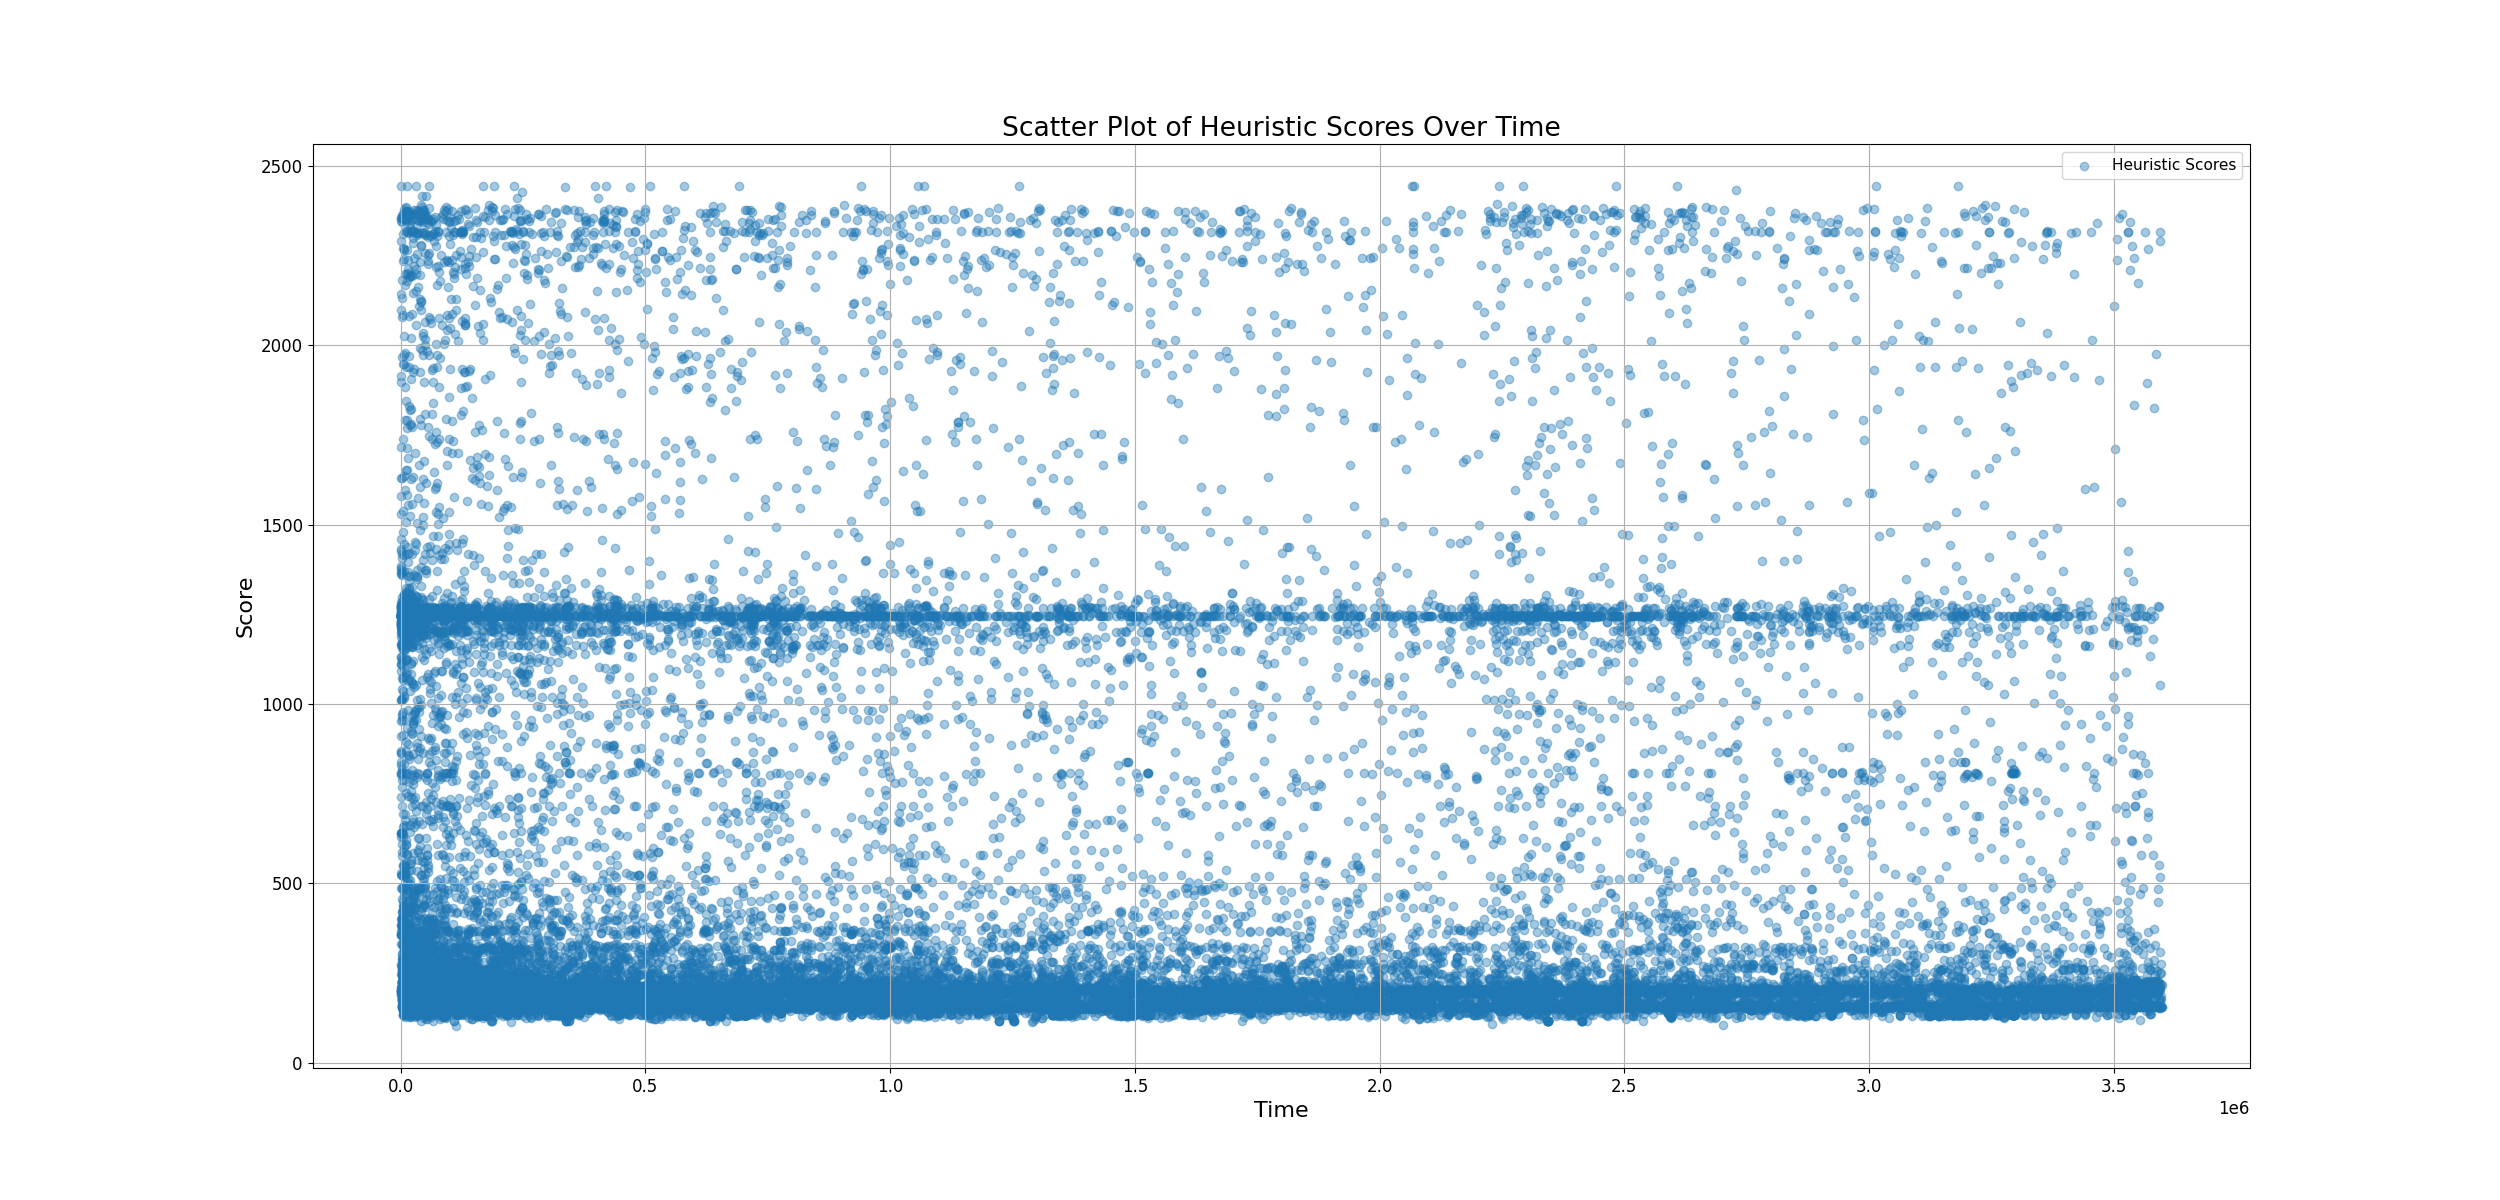 Scatter Plot of Heuristic Scores Over Time
Heuristic Scores
2500
2000
1500
1000
500
0
Score
0.0 0.5 1.0 1.5 2.0 2.5 3.0 3.5
1e6
Time